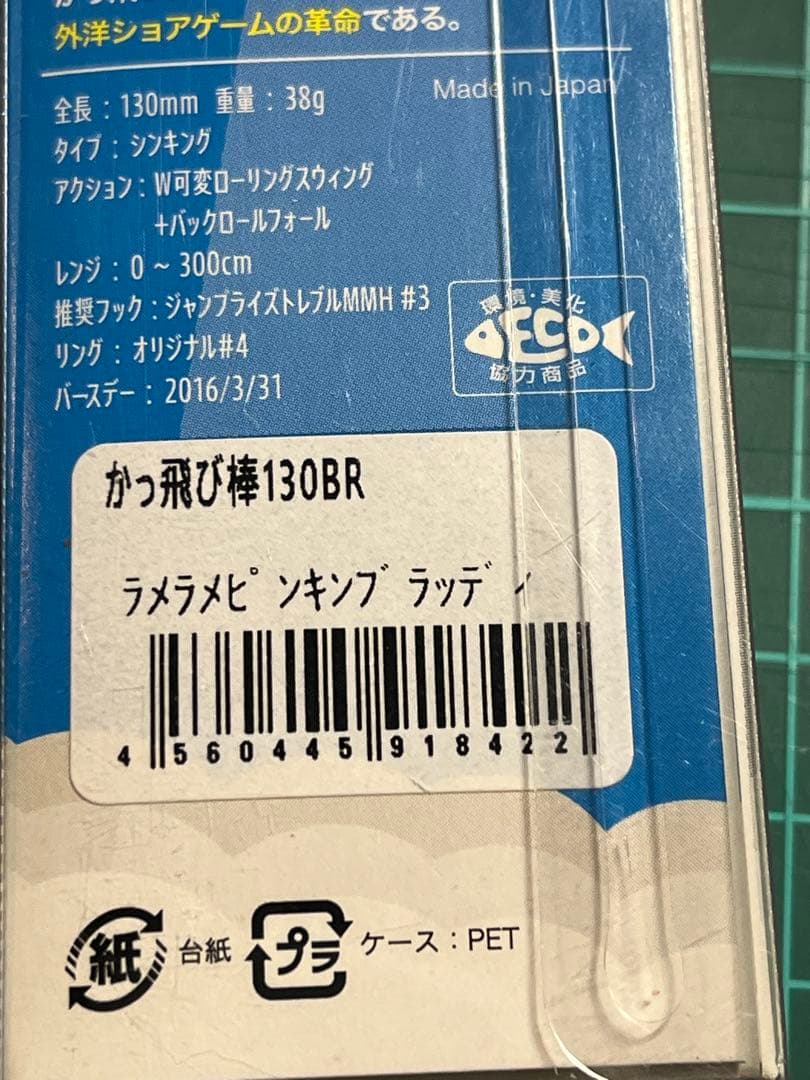 外洋ショアゲームの革命である。
全長：130mm 重量：38g
Made in Japan
タイプ：シンキング
アクション：W可変ローリングスウィング
+バックロールフォール
レンジ：0 ~ 300cm
推奨フック：ジャンプライズトレブルMMH #3
リング：オリジナル#4
バースデー：2016/3/31
環境・美化
ECO
協力商品
かっ飛び棒130BR
ﾗﾒﾗﾒﾋﾟﾝｷﾝﾌﾞﾗｯﾃﾞｨ
4 560445 918422
紙 台紙 プラ ケース：PET